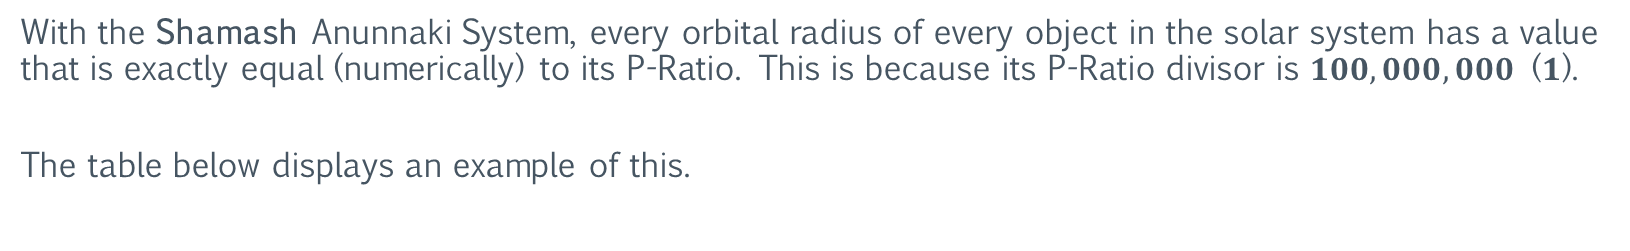 With the Shamash Anunnaki System, every orbital radius of every object in the solar system has a value
that is exactly equal (numerically) to its P-Ratio. This is because its P-Ratio divisor is 100,000,000 (1).
The table below displays an example of this.